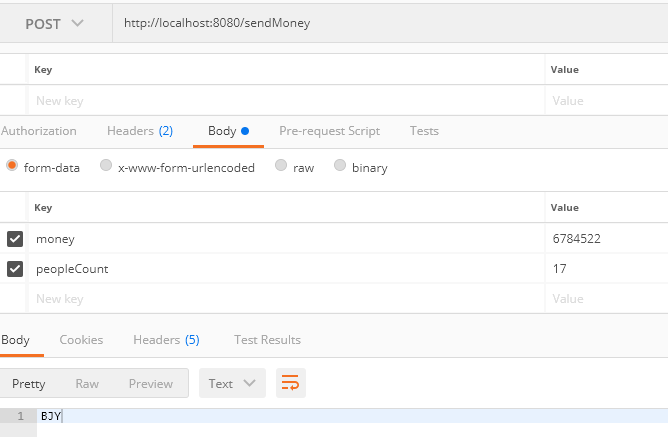 POST http://localhost:8080/sendMoney
Key Value
New key Value
Authorization Headers (2) Body Pre-request Script Tests
form-data x-www-form-urlencoded raw binary
Key Value
money 6784522
peopleCount 17
New key Value
Body Cookies Headers (5) Test Results
Pretty Raw Preview Text
1 BJY